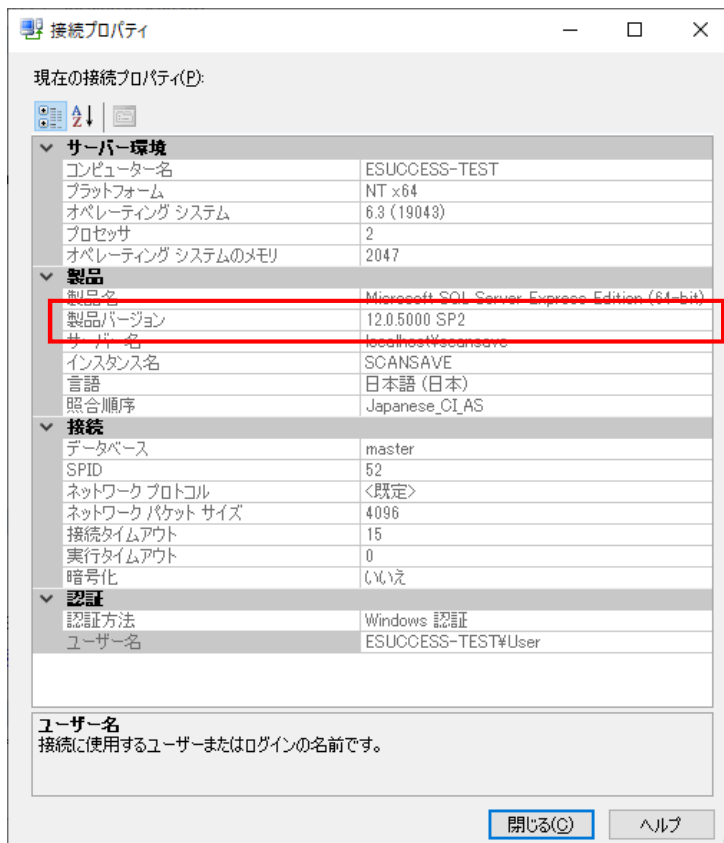 接続プロパティ
現在の接続プロパティ(P):
サーバー環境
コンピューター名 ESUCCESS-TEST
プラットフォーム NT x64
オペレーティング システム 6.3 (19043)
プロセッサ 2
オペレーティング システムのメモリ 2047
製品
製品名 Microsoft SQL Server Express Edition (64-bit)
製品バージョン 12.0.5000 SP2
サーバー名 localhost¥scansave
インスタンス名 SCANSAVE
言語 日本語 (日本)
照合順序 Japanese_CI_AS
接続
データベース master
SPID 52
ネットワーク プロトコル <既定>
ネットワーク パケット サイズ 4096
接続タイムアウト 15
実行タイムアウト 0
暗号化 いいえ
認証
認証方法 Windows 認証
ユーザー名 ESUCCESS-TEST¥User
ユーザー名
接続に使用するユーザーまたはログインの名前です。
閉じる(C) ヘルプ